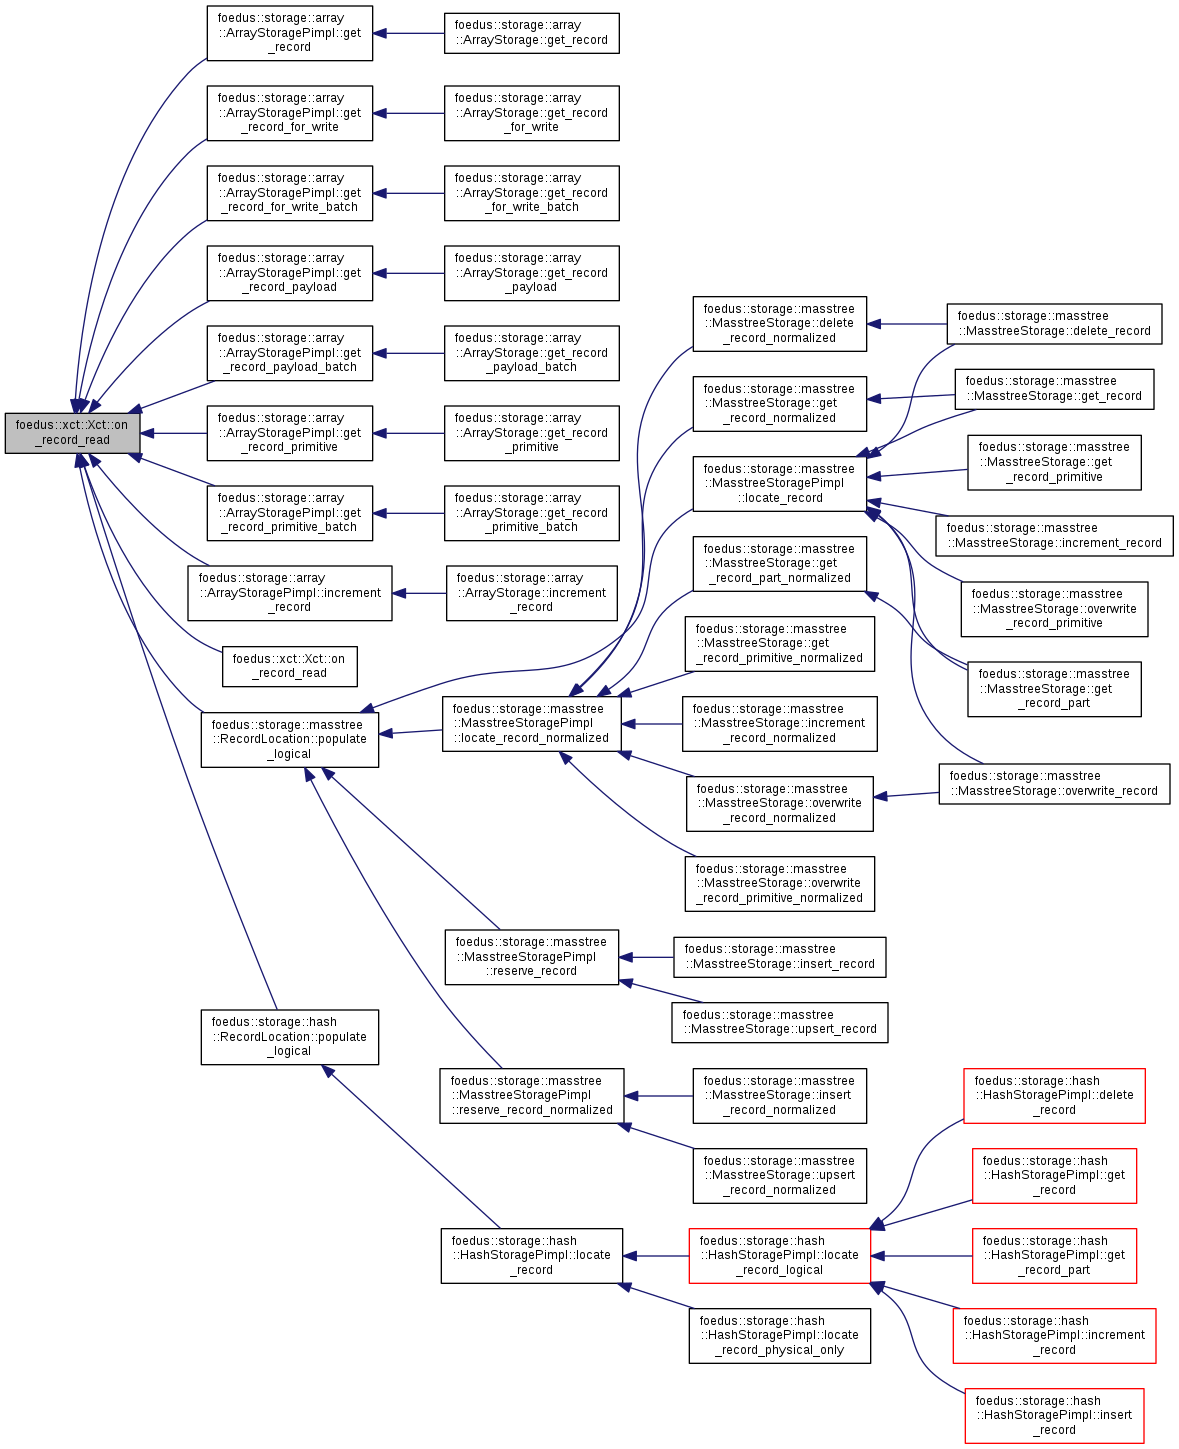 foedus::xct::Xct::on
_record_read
foedus::storage::array
::ArrayStoragePimpl::get
_record
foedus::storage::array
::ArrayStorage::get_record
foedus::storage::array
::ArrayStoragePimpl::get
_record_for_write
foedus::storage::array
::ArrayStorage::get_record
_for_write
foedus::storage::array
::ArrayStoragePimpl::get
_record_for_write_batch
foedus::storage::array
::ArrayStorage::get_record
_for_write_batch
foedus::storage::array
::ArrayStoragePimpl::get
_record_payload
foedus::storage::array
::ArrayStorage::get_record
_payload
foedus::storage::array
::ArrayStoragePimpl::get
_record_payload_batch
foedus::storage::array
::ArrayStorage::get_record
_payload_batch
foedus::storage::array
::ArrayStoragePimpl::get
_record_primitive
foedus::storage::array
::ArrayStorage::get_record
_primitive
foedus::storage::array
::ArrayStoragePimpl::get
_record_primitive_batch
foedus::storage::array
::ArrayStorage::get_record
_primitive_batch
foedus::storage::array
::ArrayStoragePimpl::increment
_record
foedus::storage::array
::ArrayStorage::increment
_record
foedus::xct::Xct::on
_record_read
foedus::storage::masstree
::RecordLocation::populate
_logical
foedus::storage::masstree
::MasstreeStoragePimpl
::locate_record_normalized
foedus::storage::masstree
::MasstreeStorage::delete
_record_normalized
foedus::storage::masstree
::MasstreeStorage::delete_record
foedus::storage::masstree
::MasstreeStorage::get
_record_normalized
foedus::storage::masstree
::MasstreeStorage::get_record
foedus::storage::masstree
::MasstreeStoragePimpl
::locate_record
foedus::storage::masstree
::MasstreeStorage::get
_record_primitive
foedus::storage::masstree
::MasstreeStorage::increment_record
foedus::storage::masstree
::MasstreeStorage::get
_record_part_normalized
foedus::storage::masstree
::MasstreeStorage::overwrite
_record_primitive
foedus::storage::masstree
::MasstreeStorage::get
_record_primitive_normalized
foedus::storage::masstree
::MasstreeStorage::get
_record_part
foedus::storage::masstree
::MasstreeStorage::increment
_record_normalized
foedus::storage::masstree
::MasstreeStorage::overwrite
_record_normalized
foedus::storage::masstree
::MasstreeStorage::overwrite_record
foedus::storage::masstree
::MasstreeStorage::overwrite
_record_primitive_normalized
foedus::storage::masstree
::MasstreeStoragePimpl
::reserve_record
foedus::storage::masstree
::MasstreeStorage::insert_record
foedus::storage::masstree
::MasstreeStorage::upsert_record
foedus::storage::hash
::RecordLocation::populate
_logical
foedus::storage::masstree
::MasstreeStoragePimpl
::reserve_record_normalized
foedus::storage::masstree
::MasstreeStorage::insert
_record_normalized
foedus::storage::masstree
::MasstreeStorage::upsert
_record_normalized
foedus::storage::hash
::HashStoragePimpl::locate
_record
foedus::storage::hash
::HashStoragePimpl::locate
_record_logical
foedus::storage::hash
::HashStoragePimpl::locate
_record_physical_only
foedus::storage::hash
::HashStoragePimpl::delete
_record
foedus::storage::hash
::HashStoragePimpl::get
_record
foedus::storage::hash
::HashStoragePimpl::get
_record_part
foedus::storage::hash
::HashStoragePimpl::increment
_record
foedus::storage::hash
::HashStoragePimpl::insert
_record